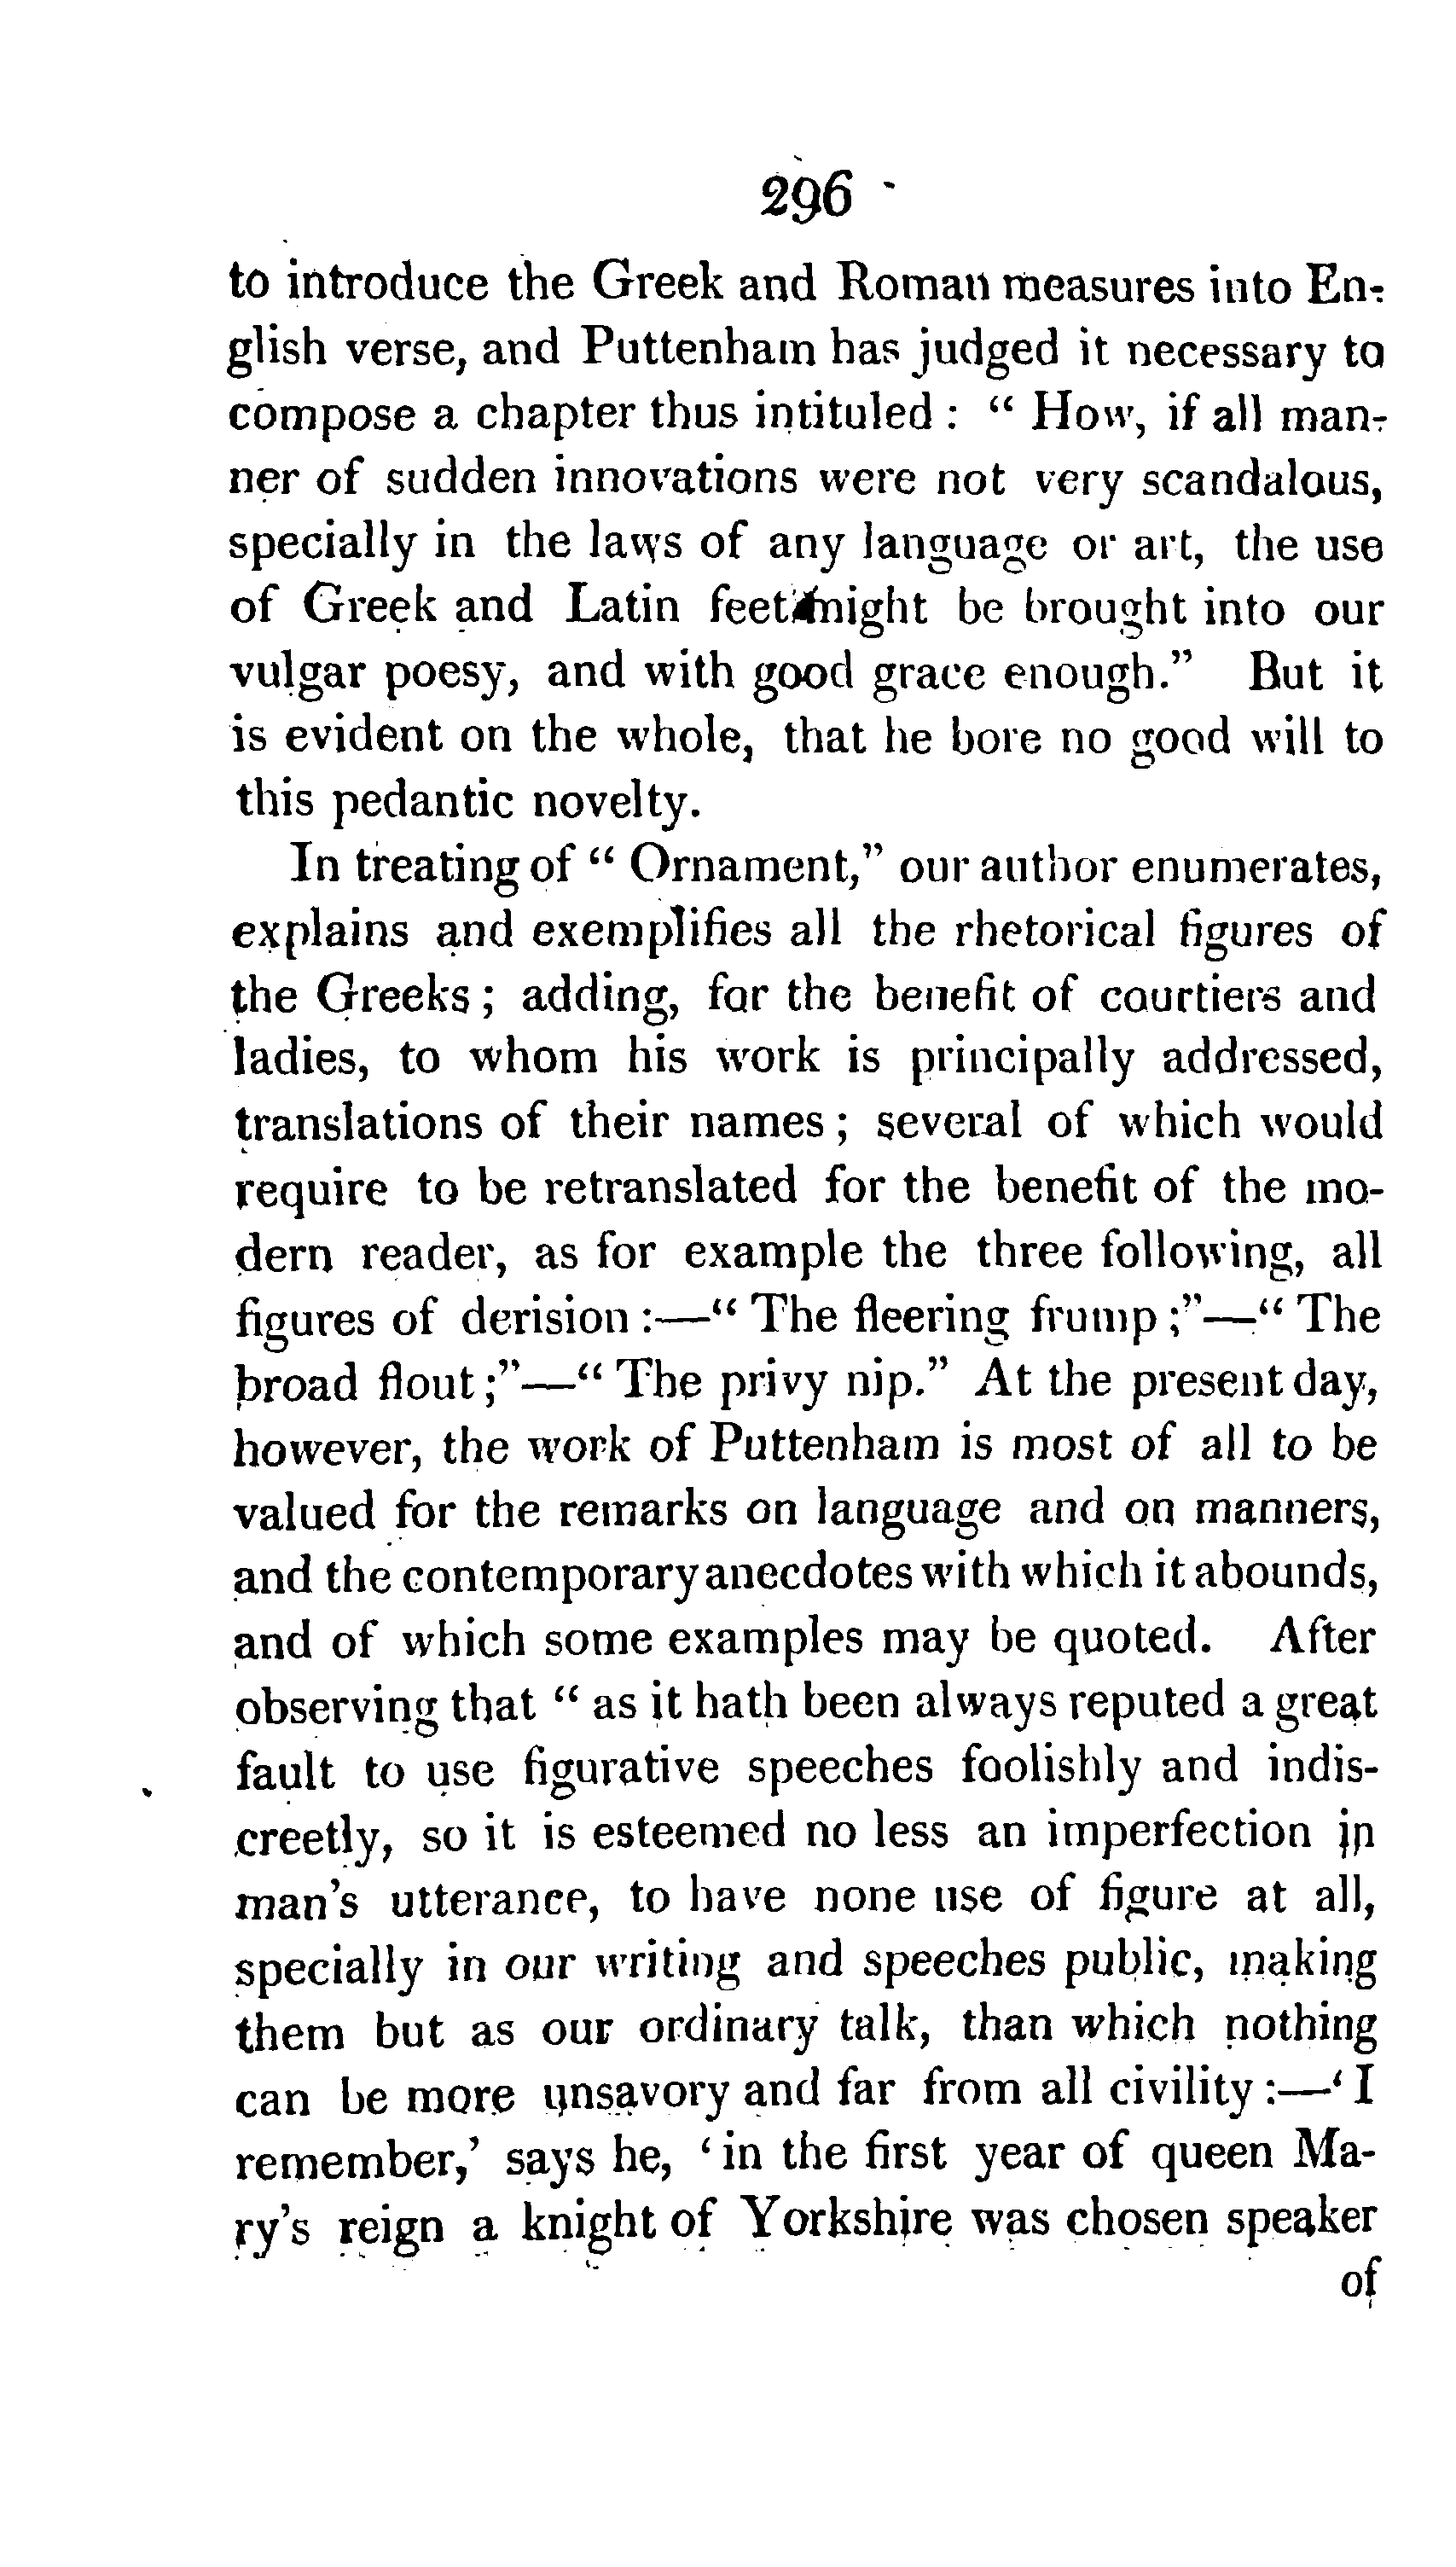 296
to introduce the Greek and Roman measures into En-
glish verse, and Puttenham has judged it necessary to
compose a chapter thus intituled : “ How, if all man-
ner of sudden innovations were not very scandalous,
specially in the laws of any language or art, the use
of Greek and Latin feet might be brought into our
vulgar poesy, and with good grace enough.” But it
is evident on the whole, that he bore no good will to
this pedantic novelty.
In treating of “ Ornament,” our author enumerates,
explains and exemplifies all the rhetorical figures of
the Greeks ; adding, for the benefit of courtiers and
ladies, to whom his work is principally addressed,
translations of their names ; several of which would
require to be retranslated for the benefit of the mo-
dern reader, as for example the three following, all
figures of derision :—“ The fleering frump ;”—“ The
broad flout ;”—“ The privy nip.” At the present day,
however, the work of Puttenham is most of all to be
valued for the remarks on language and on manners,
and the contemporary anecdotes with which it abounds,
and of which some examples may be quoted. After
observing that “ as it hath been always reputed a great
fault to use figurative speeches foolishly and indis-
creetly, so it is esteemed no less an imperfection in
man's utterance, to have none use of figure at all,
specially in our writing and speeches public, making
them but as our ordinary talk, than which nothing
can be more unsavory and far from all civility :—‘ I
remember,’ says he, ‘ in the first year of queen Ma-
ry's reign a knight of Yorkshire was chosen speaker
of